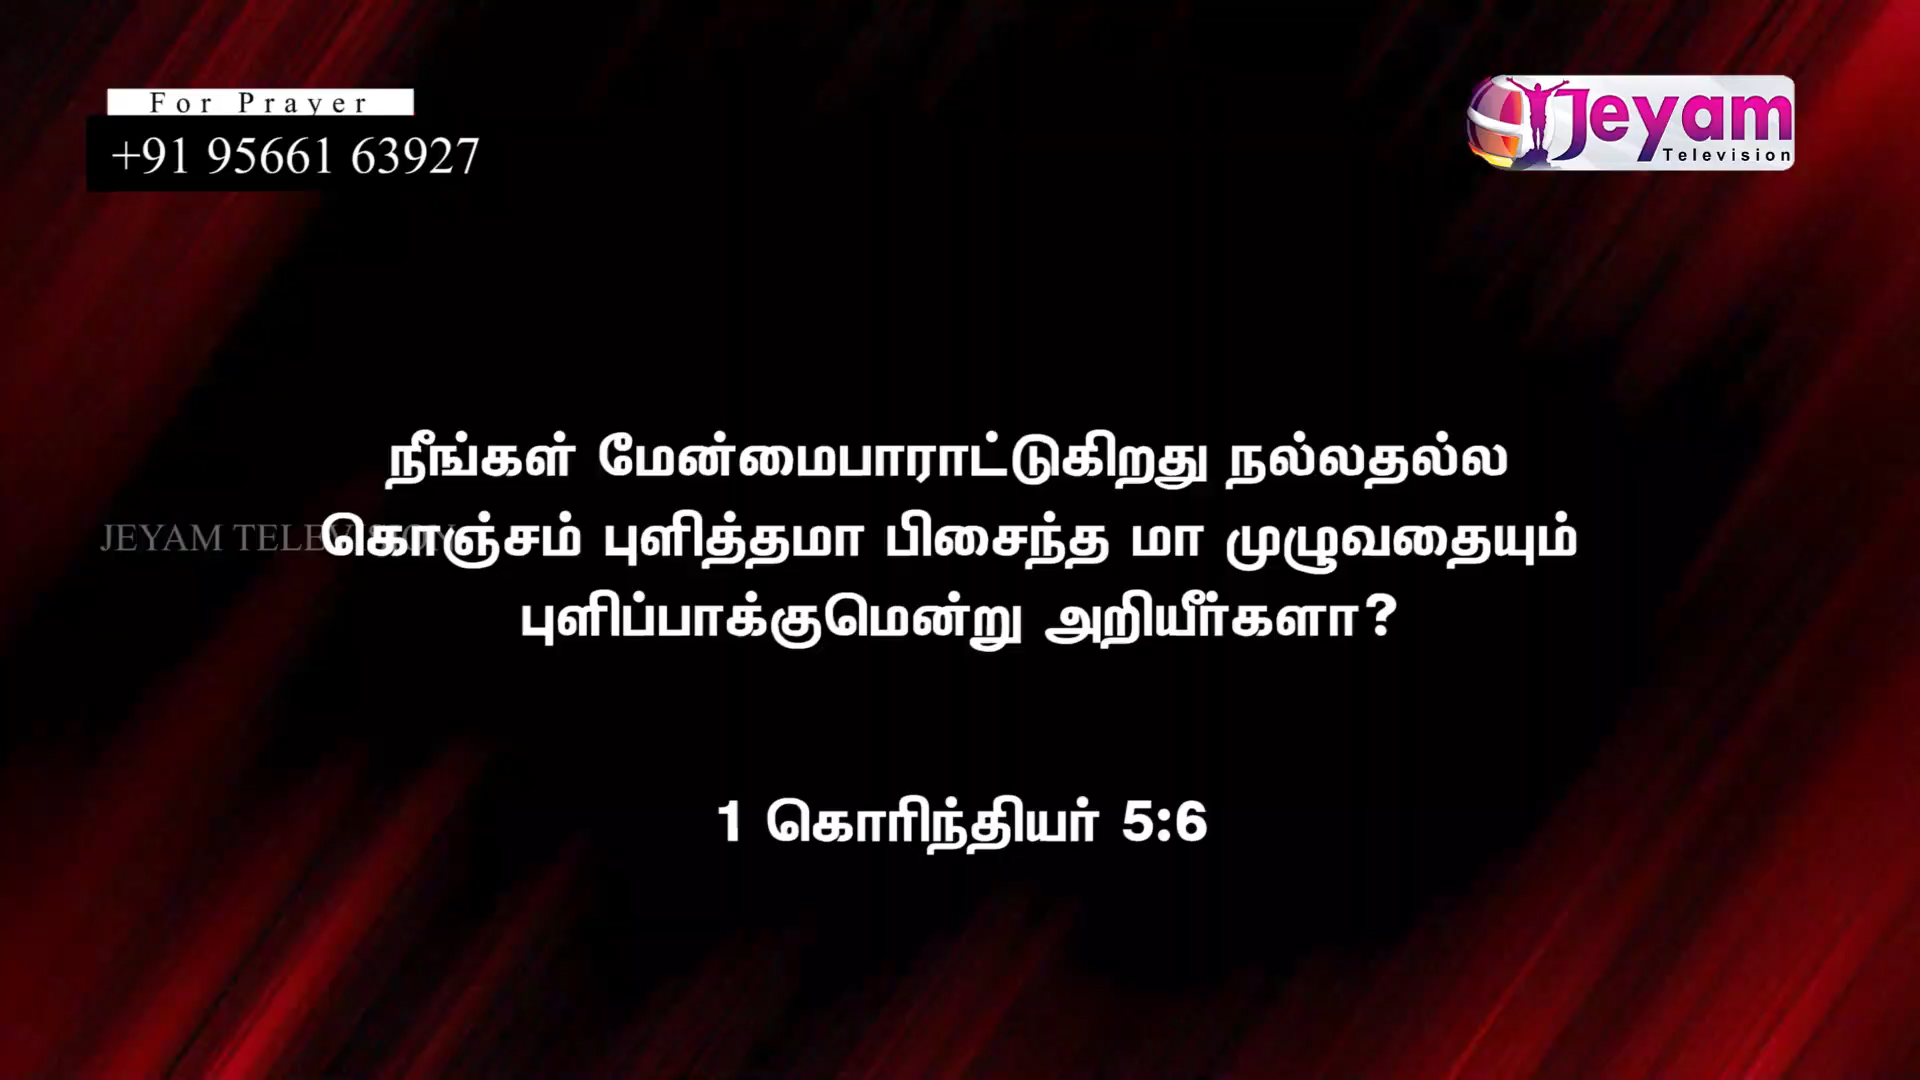 For Prayer
+91 95661 63927
Jeyam
Television
நீங்கள் மேன்மைபாராட்டுகிறது நல்லதல்ல
JEYAM TELEVISION
கொஞ்சம் புளித்தமா பிசைந்த மா முழுவதையும்
புளிப்பாக்குமென்று அறியீர்களா?
1 கொரிந்தியர் 5:6